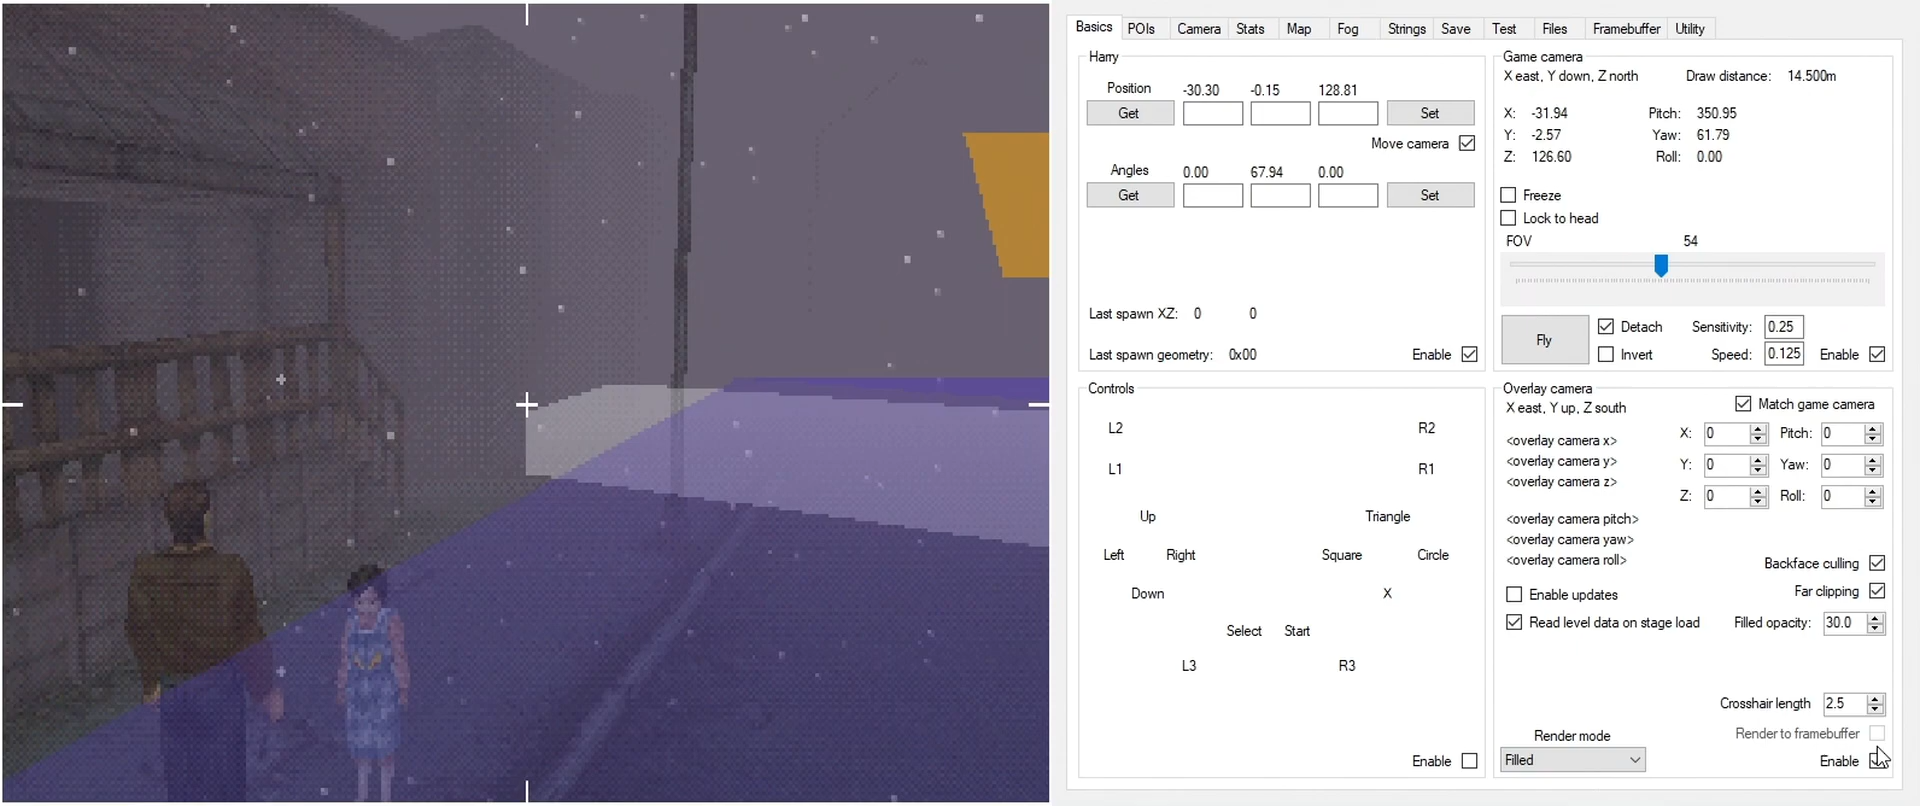 Basics POIs Camera Stats Map Fog Strings Save Test Files Framebuffer Utility
Harry
Position -30.30 -0.15 128.81
Get Set
Move camera
Angles 0.00 67.94 0.00
Get Set
Last spawn XZ: 0 0
Last spawn geometry: 0x00 Enable
Game camera
X east, Y down, Z north Draw distance: 14.500m
X: -31.94 Pitch: 350.95
Y: -2.57 Yaw: 61.79
Z: 126.60 Roll: 0.00
Freeze
Lock to head
FOV 54
Fly Detach Sensitivity: 0.25
Invert Speed: 0.125 Enable
Controls
L2 R2
L1 R1
Up Triangle
Left Right Square Circle
Down X
Select Start
L3 R3
Enable
Overlay camera
X east, Y up, Z south Match game camera
<overlay camera x> X: 0 Pitch: 0
<overlay camera y> Y: 0 Yaw: 0
<overlay camera z> Z: 0 Roll: 0
<overlay camera pitch>
<overlay camera yaw>
<overlay camera roll> Backface culling
Enable updates Far clipping
Read level data on stage load Filled opacity: 30.0
Crosshair length 2.5
Render mode Render to framebuffer
Filled Enable